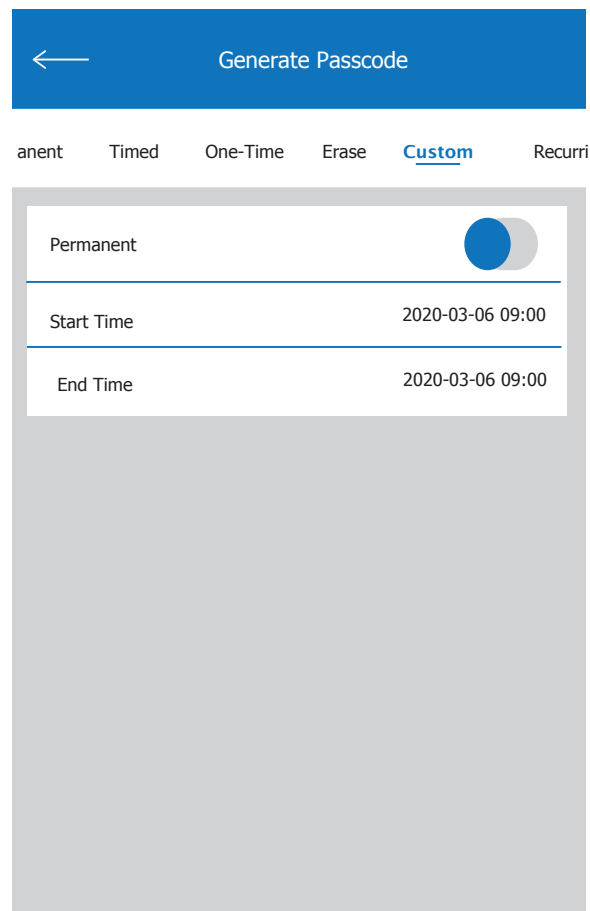 Generate Passcode
anent Timed One-Time Erase Custom Recurri
Permanent
Start Time 2020-03-06 09:00
End Time 2020-03-06 09:00